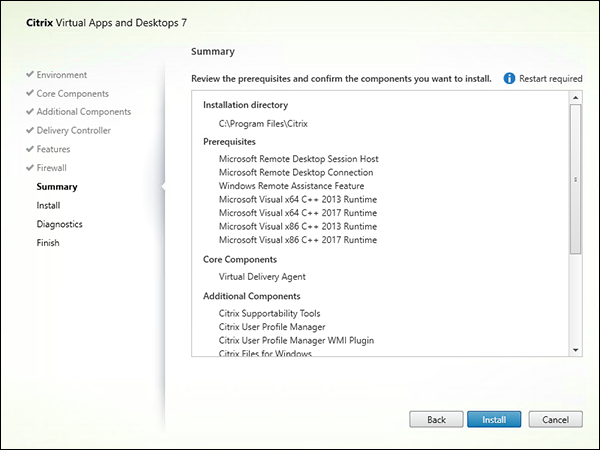 Citrix Virtual Apps and Desktops 7
Summary
Review the prerequisites and confirm the components you want to install.
Restart required
✔ Environment
✔ Core Components
✔ Additional Components
✔ Delivery Controller
✔ Features
✔ Firewall
Summary
Install
Diagnostics
Finish
Installation directory
C:\Program Files\Citrix
Prerequisites
Microsoft Remote Desktop Session Host
Microsoft Remote Desktop Connection
Windows Remote Assistance Feature
Microsoft Visual x64 C++ 2013 Runtime
Microsoft Visual x64 C++ 2017 Runtime
Microsoft Visual x86 C++ 2013 Runtime
Microsoft Visual x86 C++ 2017 Runtime
Core Components
Virtual Delivery Agent
Additional Components
Citrix Supportability Tools
Citrix User Profile Manager
Citrix User Profile Manager WMI Plugin
Citrix Files for Windows
Back
Install
Cancel